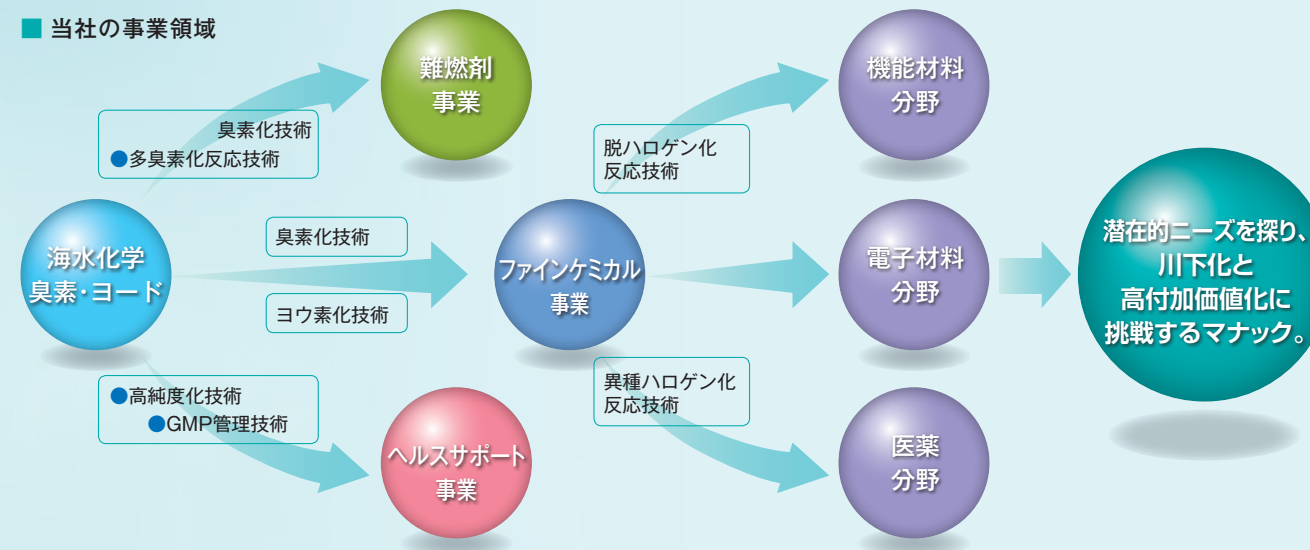 ■ 当社の事業領域
難燃剤
事業
機能材料
分野
臭素化技術
●多臭素化反応技術
脱ハロゲン化
反応技術
海水化学
臭素・ヨード
臭素化技術
ヨウ素化技術
ファインケミカル
事業
電子材料
分野
潜在的ニーズを探り、
川下化と
高付加価値化に
挑戦するマナック。
●高純度化技術
●GMP管理技術
異種ハロゲン化
反応技術
ヘルスサポート
事業
医薬
分野